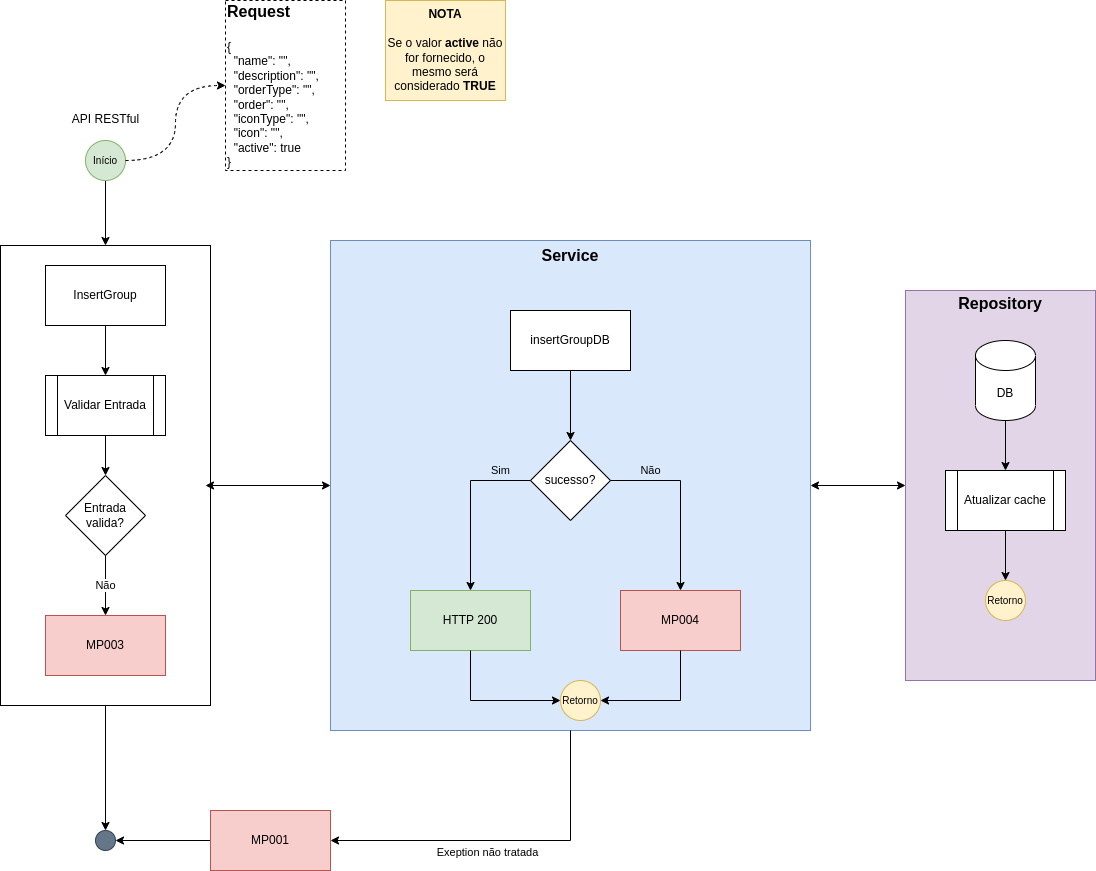 Request
{
"name": "",
"description": "",
"orderType": "",
"order": "",
"iconType": "",
"icon": "",
"active": true
}
NOTA
Se o valor active não
for fornecido, o
mesmo será
considerado TRUE
API RESTful
Início
InsertGroup
Validar Entrada
Entrada
valida?
Não
MP003
Service
insertGroupDB
sucesso?
Sim
Não
HTTP 200
MP004
Retorno
Repository
DB
Atualizar cache
Retorno
MP001
Exeption não tratada